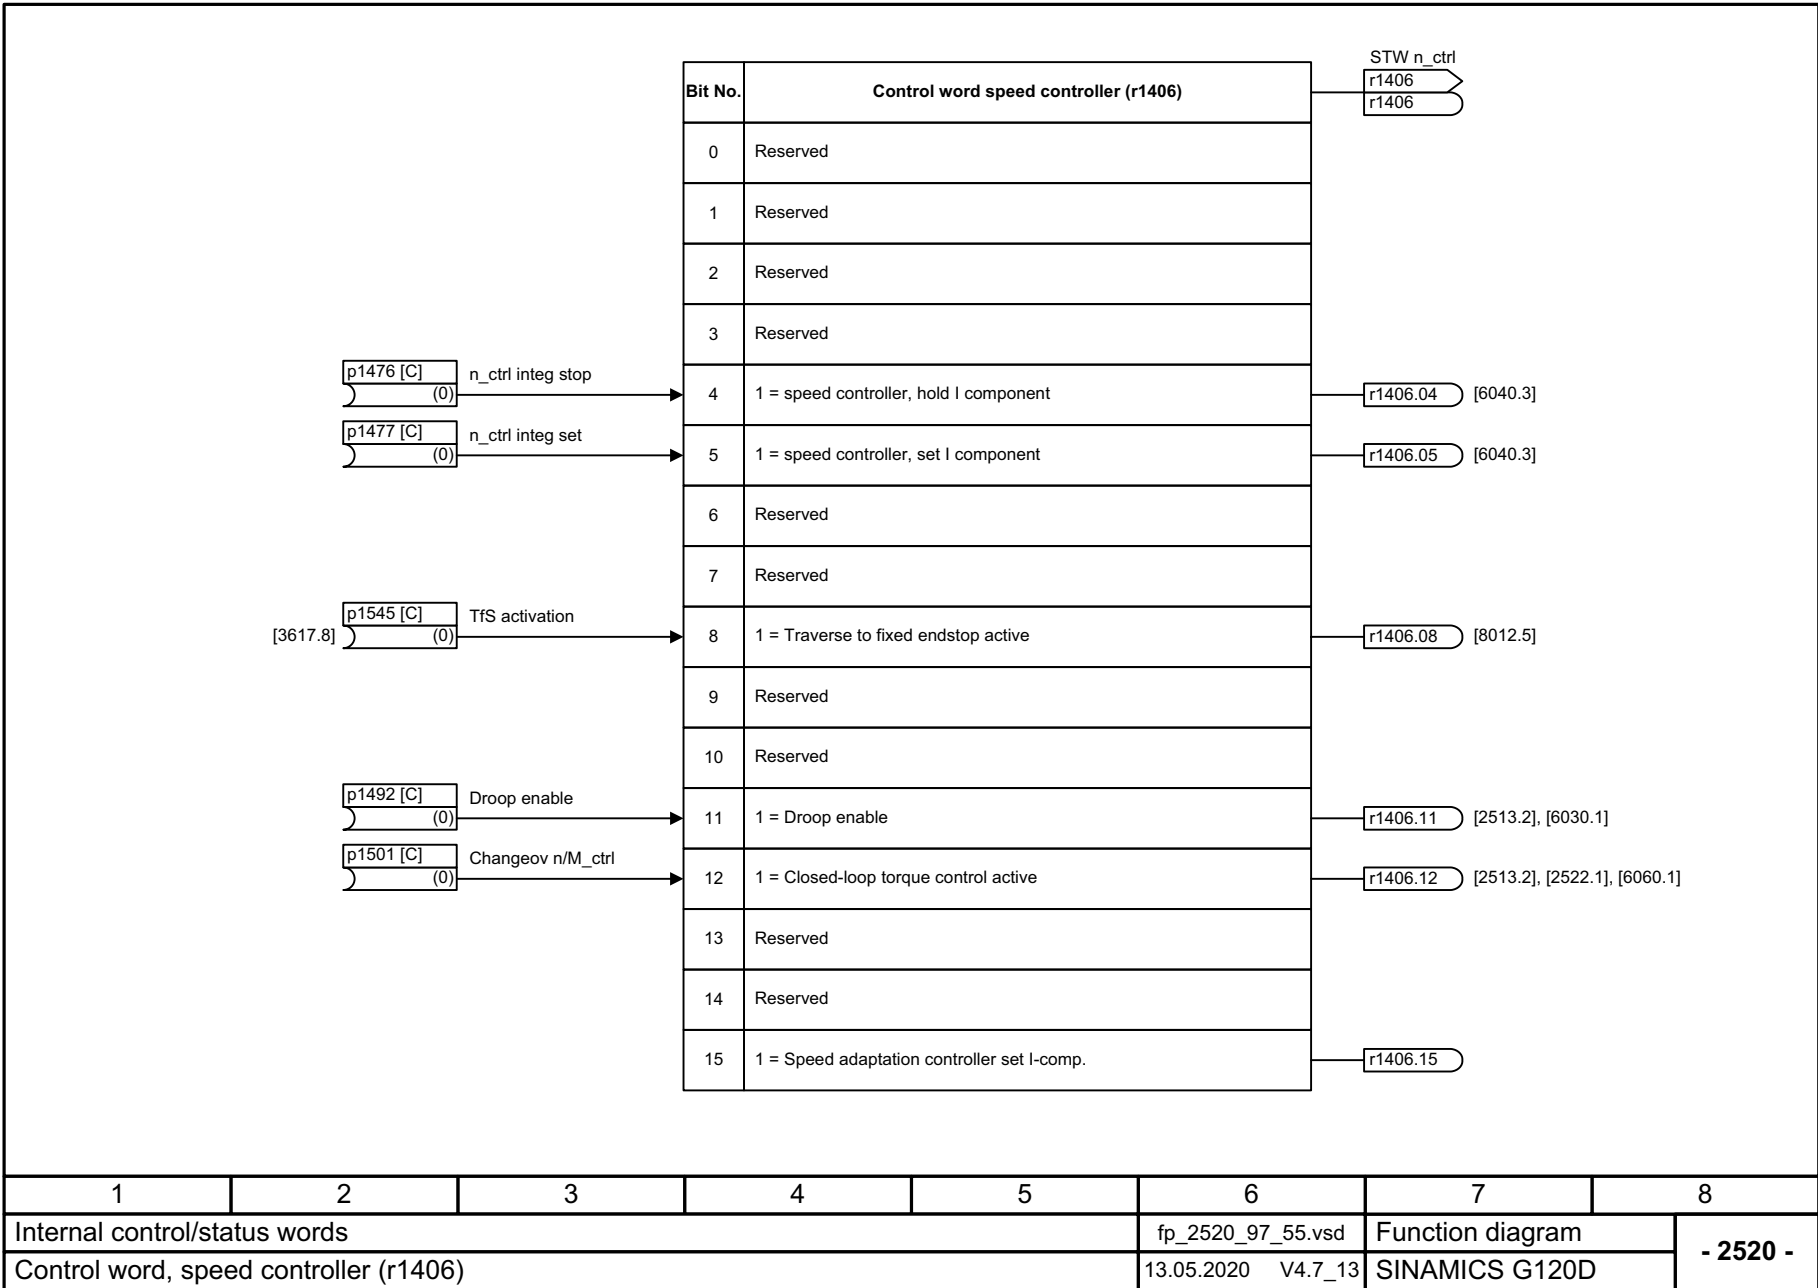 STW n_ctrl
r1406
r1406
Bit No. Control word speed controller (r1406)
0 Reserved
1 Reserved
2 Reserved
3 Reserved
p1476 [C] n_ctrl integ stop
(0) 4 1 = speed controller, hold I component r1406.04 [6040.3]
p1477 [C] n_ctrl integ set
(0) 5 1 = speed controller, set I component r1406.05 [6040.3]
6 Reserved
7 Reserved
p1545 [C] TfS activation
[3617.8] (0) 8 1 = Traverse to fixed endstop active r1406.08 [8012.5]
9 Reserved
10 Reserved
p1492 [C] Droop enable
(0) 11 1 = Droop enable r1406.11 [2513.2], [6030.1]
p1501 [C] Changeov n/M_ctrl
(0) 12 1 = Closed-loop torque control active r1406.12 [2513.2], [2522.1], [6060.1]
13 Reserved
14 Reserved
15 1 = Speed adaptation controller set I-comp. r1406.15
1 2 3 4 5 6 7 8
Internal control/status words fp_2520_97_55.vsd Function diagram
- 2520 -
Control word, speed controller (r1406) 13.05.2020 V4.7_13 SINAMICS G120D